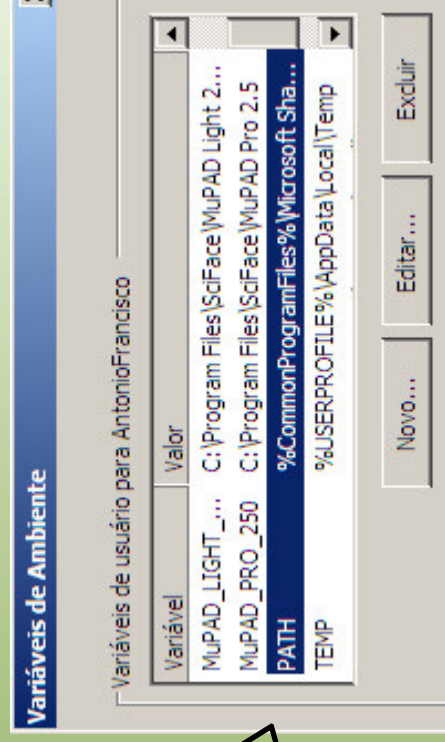 Variáveis de Ambiente
Variáveis de usuário para AntonioFrancisco
Variável Valor
MuPAD_LIGHT_... C:\Program Files\SciFace\MuPAD Light 2...
MuPAD_PRO_250 C:\Program Files\SciFace\MuPAD Pro 2.5
PATH %CommonProgramFiles%\Microsoft Sha...
TEMP %USERPROFILE%\AppData\Local\Temp
Novo... Editar... Excluir